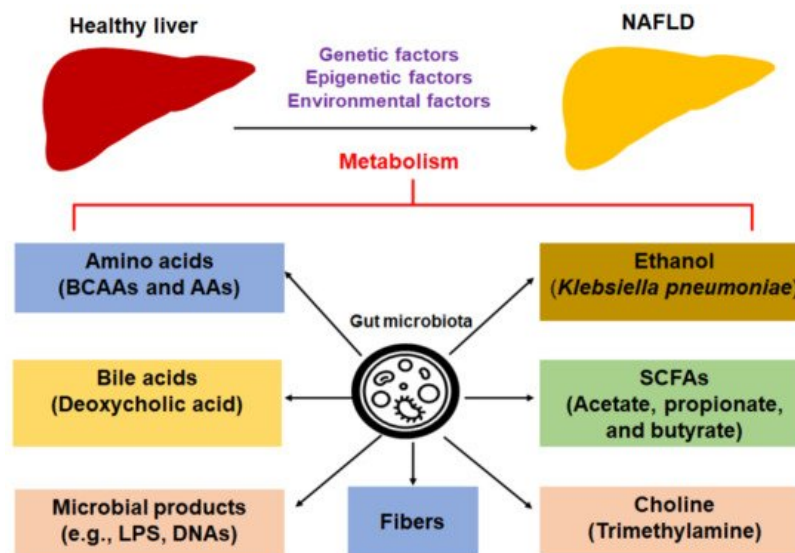 Healthy liver
NAFLD
Genetic factors
Epigenetic factors
Environmental factors
Metabolism
Amino acids
(BCAAs and AAs)
Ethanol
(Klebsiella pneumoniae)
Gut microbiota
Bile acids
(Deoxycholic acid)
SCFAs
(Acetate, propionate,
and butyrate)
Microbial products
(e.g., LPS, DNAs)
Fibers
Choline
(Trimethylamine)